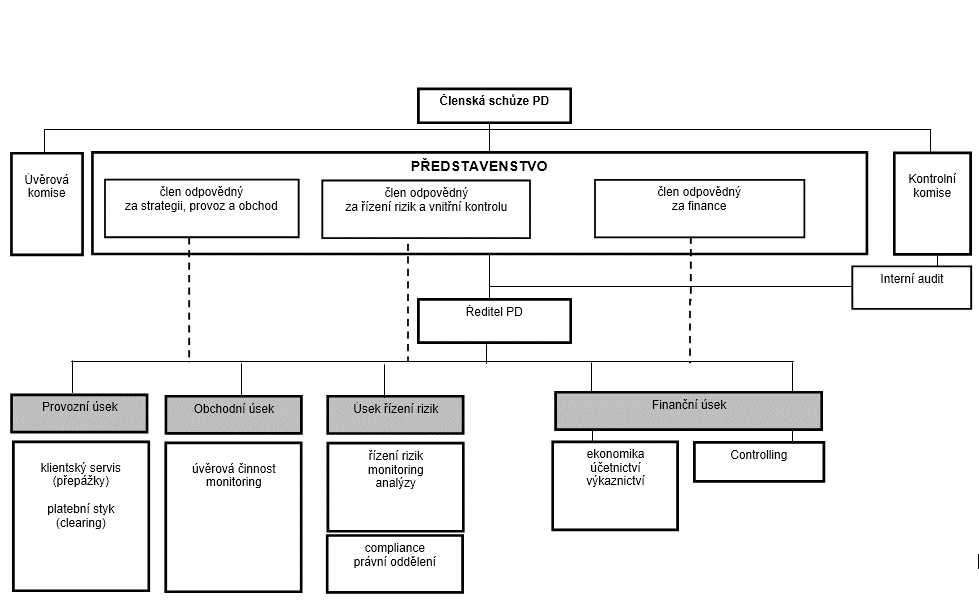 Členská schůze PD
Úvěrová
komise
PŘEDSTAVENSTVO
člen odpovědný
za strategii, provoz a obchod
člen odpovědný
za řízení rizik a vnitřní kontrolu
člen odpovědný
za finance
Kontrolní
komise
Interní audit
Ředitel PD
Provozní úsek
Obchodní úsek
Úsek řízení rizik
Finanční úsek
klientský servis
(přepážky)
platební styk
(clearing)
úvěrová činnost
monitoring
řízení rizik
monitoring
analýzy
compliance
právní oddělení
ekonomika
účetnictví
výkaznictví
Controlling